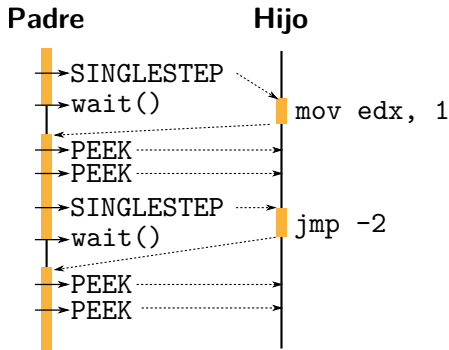 Padre Hijo
SINGLESTEP
wait()
mov edx, 1
PEEK
PEEK
SINGLESTEP
jmp -2
wait()
PEEK
PEEK